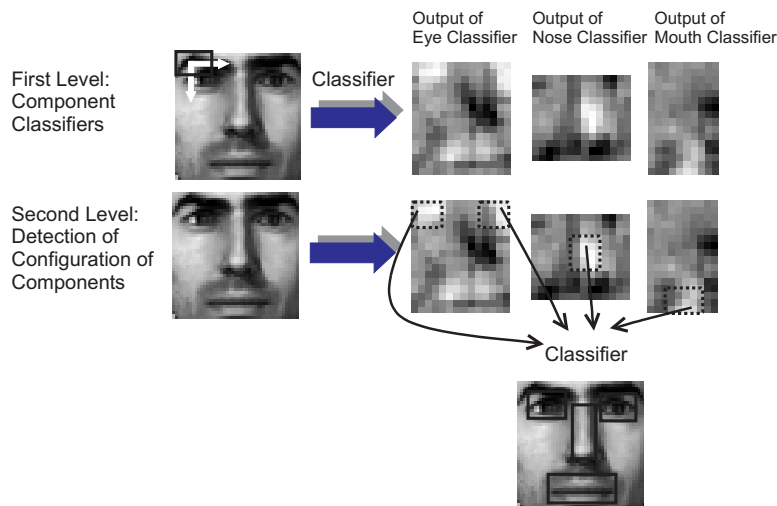 Output of
Eye Classifier
Output of
Nose Classifier
Output of
Mouth Classifier
First Level:
Component
Classifiers
Classifier
Second Level:
Detection of
Configuration of
Components
Classifier